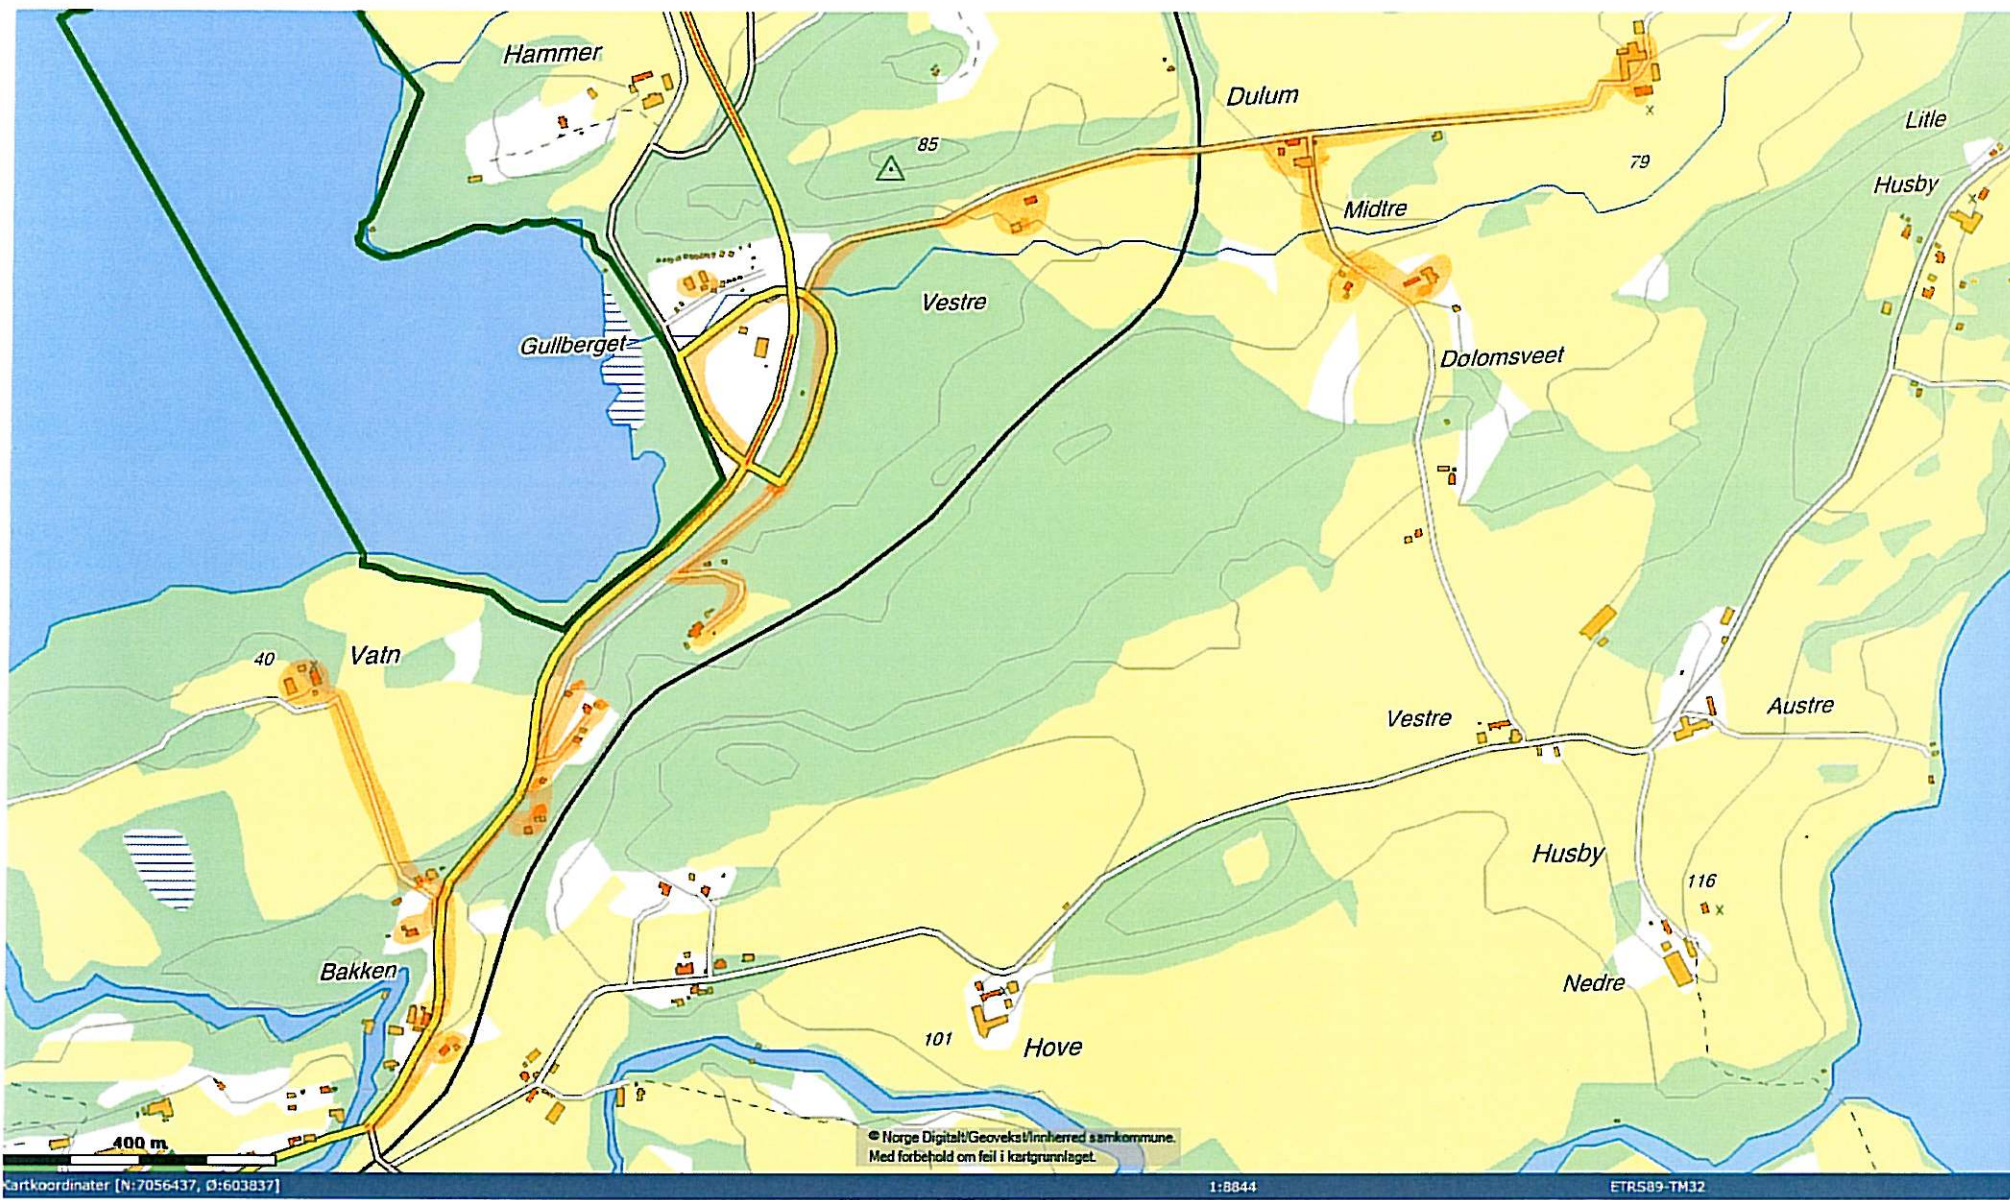 Hammer
Dulum
85
Litle
79
Husby
Midtre
Vestre
Gullberget
Dolomsveet
40
Vatn
Vestre
Austre
Husby
116
Bakken
Nedre
101
Hove
400 m
© Norge Digitalt/Geovekst/Innherred samkommune.
Med forbehold om feil i kartgrunnlaget.
Kartkoordinater [N:7056437, Ø:603837]
1:8844
ETRS89-TM32